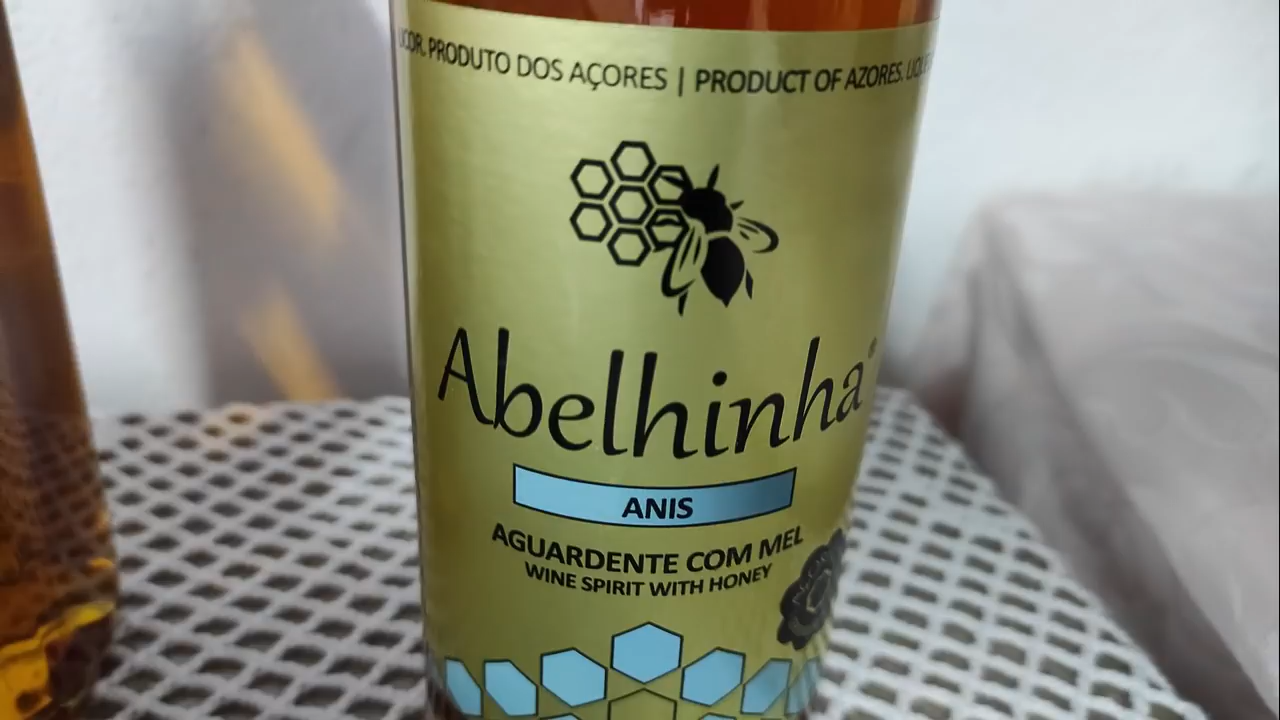 PRODUTO DOS AÇORES | PRODUCT OF AZORES.
Abelhinha®
ANIS
AGUARDENTE COM MEL
WINE SPIRIT WITH HONEY